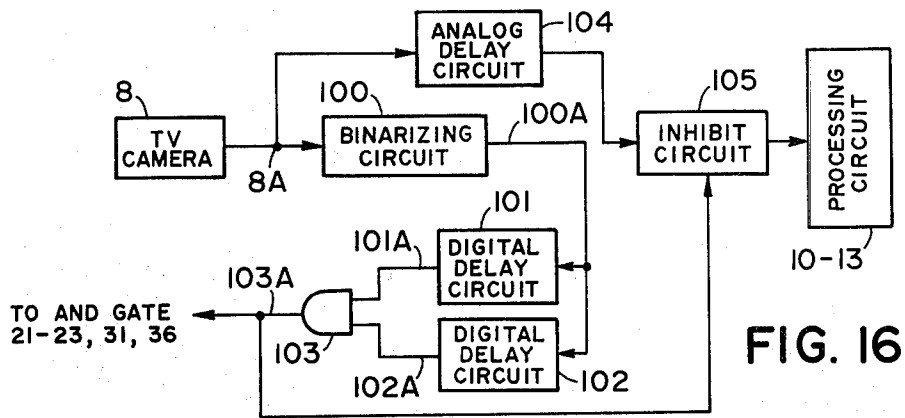 ANALOG
DELAY
CIRCUIT
104
8
TV
CAMERA
8A
100
BINARIZING
CIRCUIT
100A
105
INHIBIT
CIRCUIT
PROCESSING
CIRCUIT
10-13
101
101A
DIGITAL
DELAY
CIRCUIT
103A
TO AND GATE
21-23, 31, 36
103
102A
DIGITAL
DELAY
CIRCUIT
102
FIG. 16